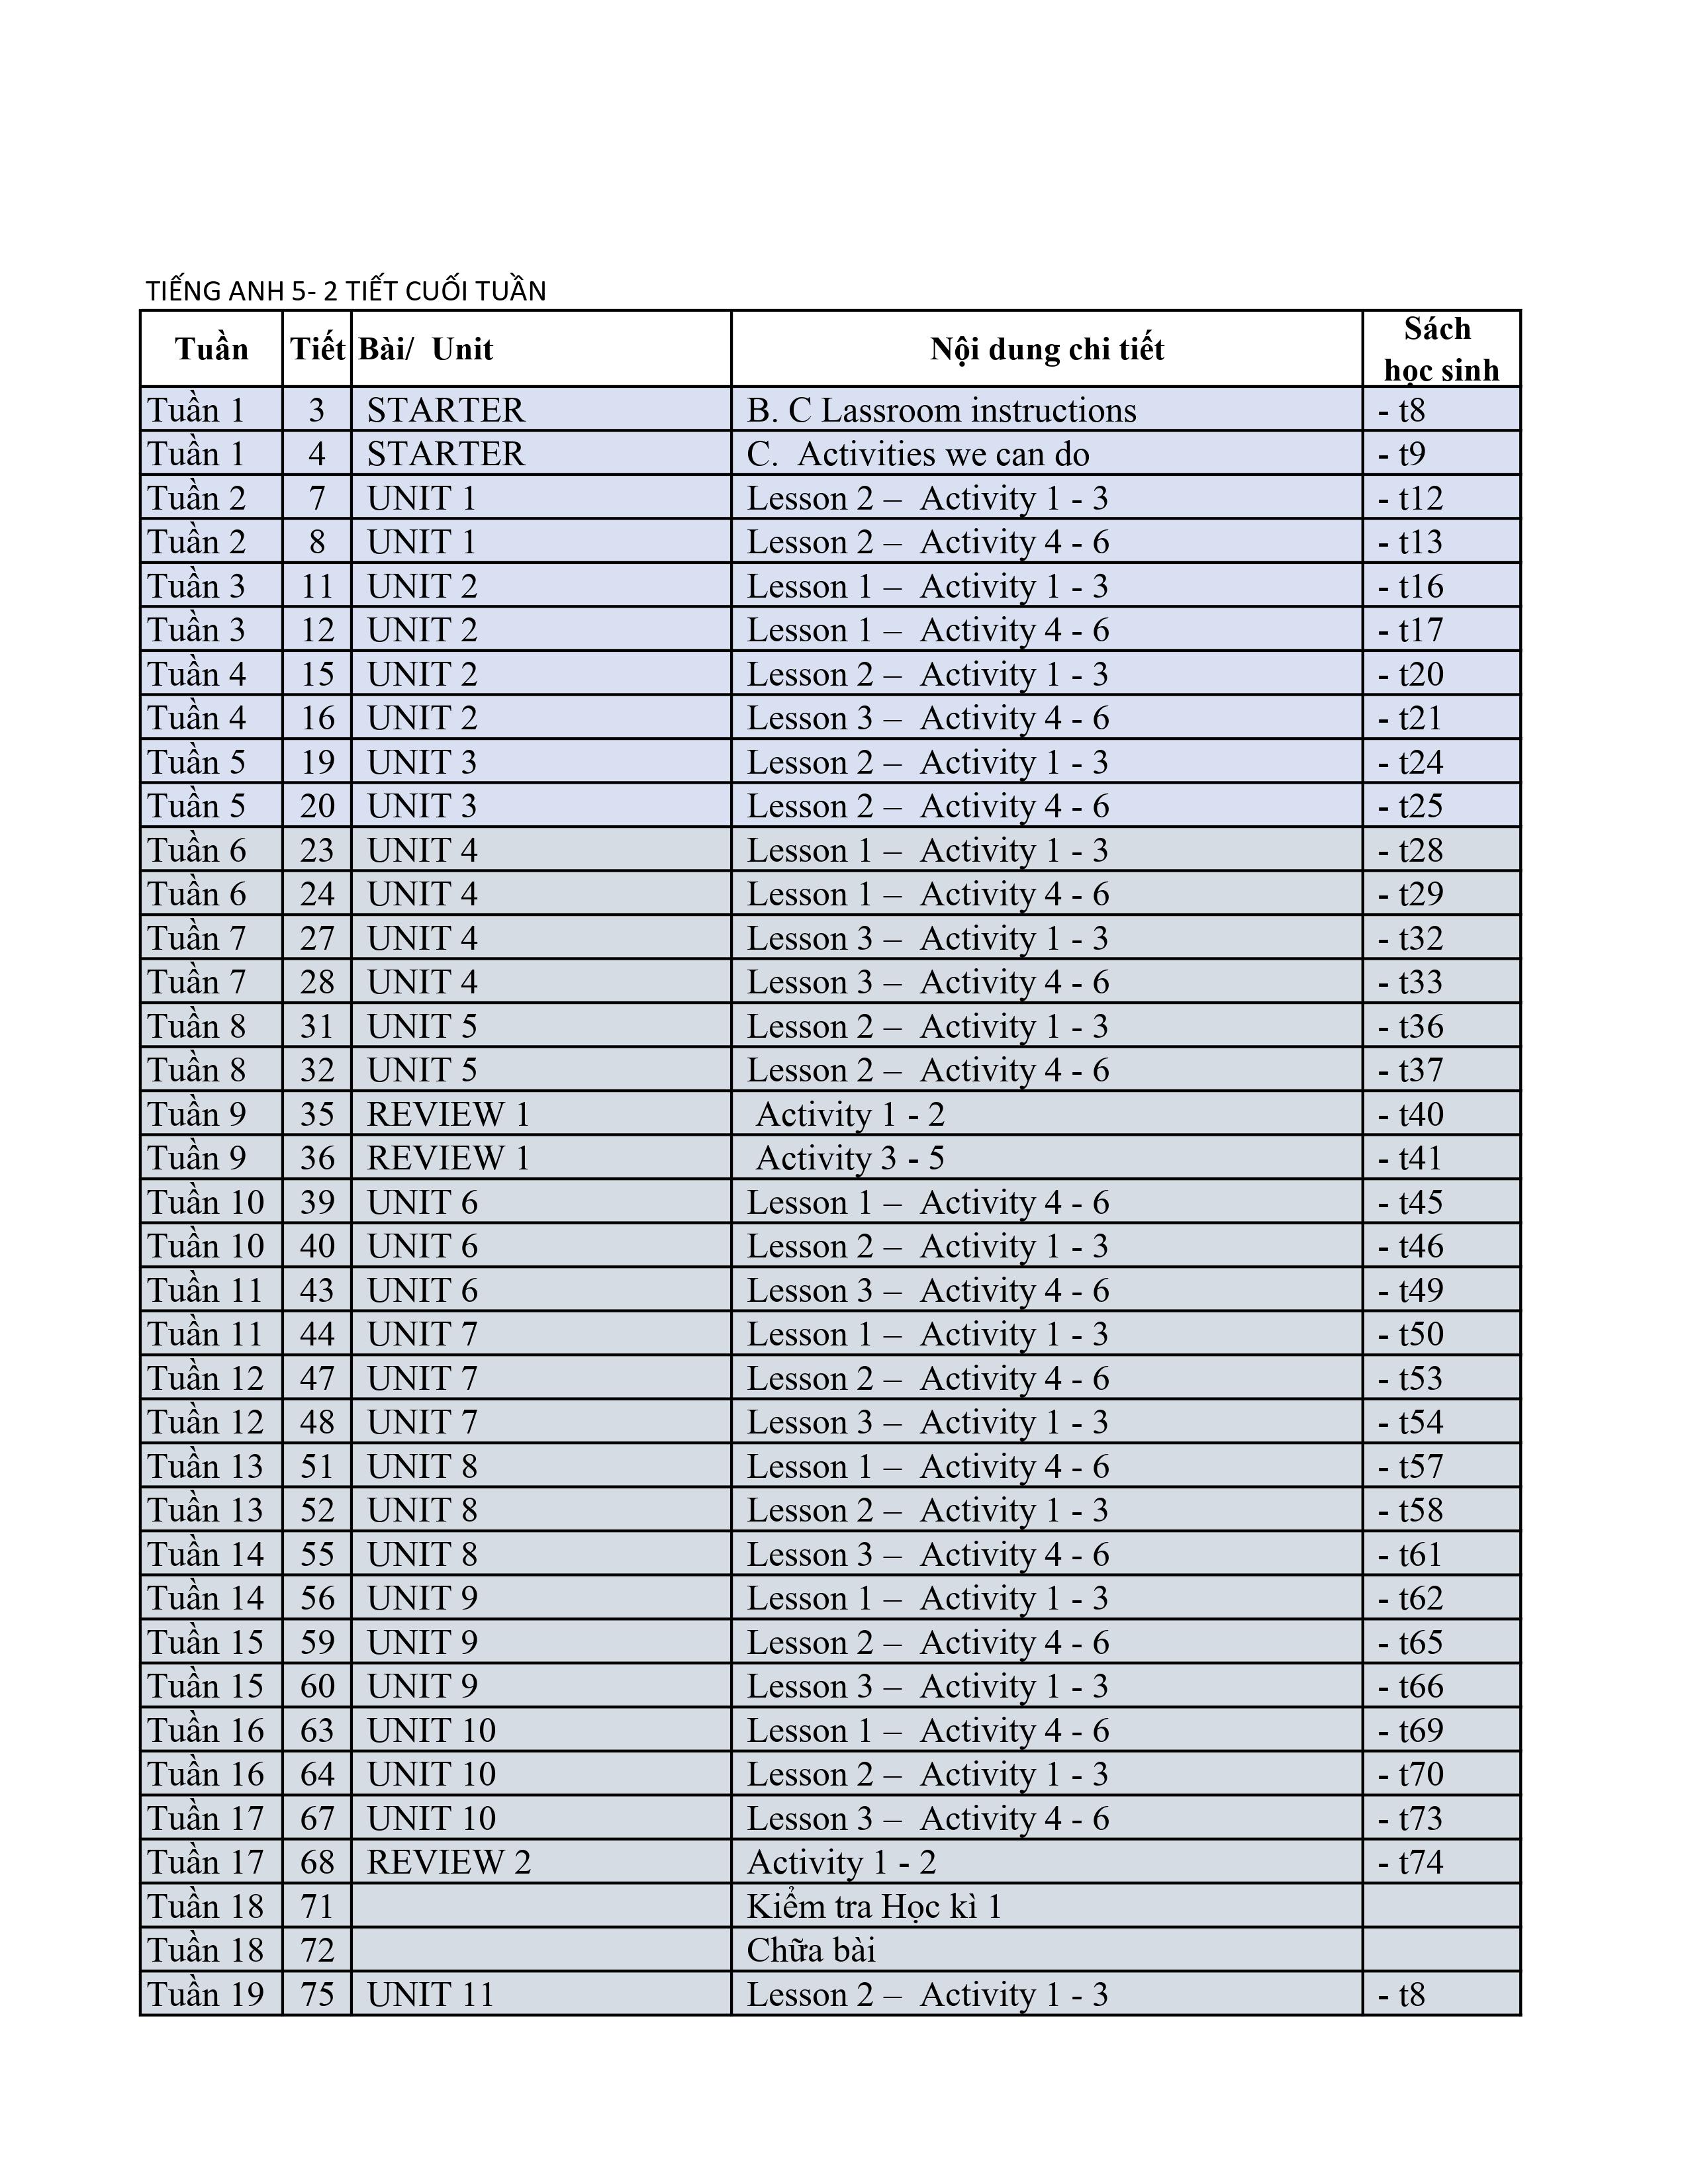 TIẾNG ANH 5- 2 TIẾT CUỐI TUẦN
Tuần Tiết Bài/ Unit Nội dung chi tiết Sách học sinh
Tuần 1 3 STARTER B. C Lassroom instructions - t8
Tuần 1 4 STARTER C. Activities we can do - t9
Tuần 2 7 UNIT 1 Lesson 2 – Activity 1 - 3 - t12
Tuần 2 8 UNIT 1 Lesson 2 – Activity 4 - 6 - t13
Tuần 3 11 UNIT 2 Lesson 1 – Activity 1 - 3 - t16
Tuần 3 12 UNIT 2 Lesson 1 – Activity 4 - 6 - t17
Tuần 4 15 UNIT 2 Lesson 2 – Activity 1 - 3 - t20
Tuần 4 16 UNIT 2 Lesson 3 – Activity 4 - 6 - t21
Tuần 5 19 UNIT 3 Lesson 2 – Activity 1 - 3 - t24
Tuần 5 20 UNIT 3 Lesson 2 – Activity 4 - 6 - t25
Tuần 6 23 UNIT 4 Lesson 1 – Activity 1 - 3 - t28
Tuần 6 24 UNIT 4 Lesson 1 – Activity 4 - 6 - t29
Tuần 7 27 UNIT 4 Lesson 3 – Activity 1 - 3 - t32
Tuần 7 28 UNIT 4 Lesson 3 – Activity 4 - 6 - t33
Tuần 8 31 UNIT 5 Lesson 2 – Activity 1 - 3 - t36
Tuần 8 32 UNIT 5 Lesson 2 – Activity 4 - 6 - t37
Tuần 9 35 REVIEW 1 Activity 1 - 2 - t40
Tuần 9 36 REVIEW 1 Activity 3 - 5 - t41
Tuần 10 39 UNIT 6 Lesson 1 – Activity 4 - 6 - t45
Tuần 10 40 UNIT 6 Lesson 2 – Activity 1 - 3 - t46
Tuần 11 43 UNIT 6 Lesson 3 – Activity 4 - 6 - t49
Tuần 11 44 UNIT 7 Lesson 1 – Activity 1 - 3 - t50
Tuần 12 47 UNIT 7 Lesson 2 – Activity 4 - 6 - t53
Tuần 12 48 UNIT 7 Lesson 3 – Activity 1 - 3 - t54
Tuần 13 51 UNIT 8 Lesson 1 – Activity 4 - 6 - t57
Tuần 13 52 UNIT 8 Lesson 2 – Activity 1 - 3 - t58
Tuần 14 55 UNIT 8 Lesson 3 – Activity 4 - 6 - t61
Tuần 14 56 UNIT 9 Lesson 1 – Activity 1 - 3 - t62
Tuần 15 59 UNIT 9 Lesson 2 – Activity 4 - 6 - t65
Tuần 15 60 UNIT 9 Lesson 3 – Activity 1 - 3 - t66
Tuần 16 63 UNIT 10 Lesson 1 – Activity 4 - 6 - t69
Tuần 16 64 UNIT 10 Lesson 2 – Activity 1 - 3 - t70
Tuần 17 67 UNIT 10 Lesson 3 – Activity 4 - 6 - t73
Tuần 17 68 REVIEW 2 Activity 1 - 2 - t74
Tuần 18 71 Kiểm tra Học kì 1
Tuần 18 72 Chữa bài
Tuần 19 75 UNIT 11 Lesson 2 – Activity 1 - 3 - t8